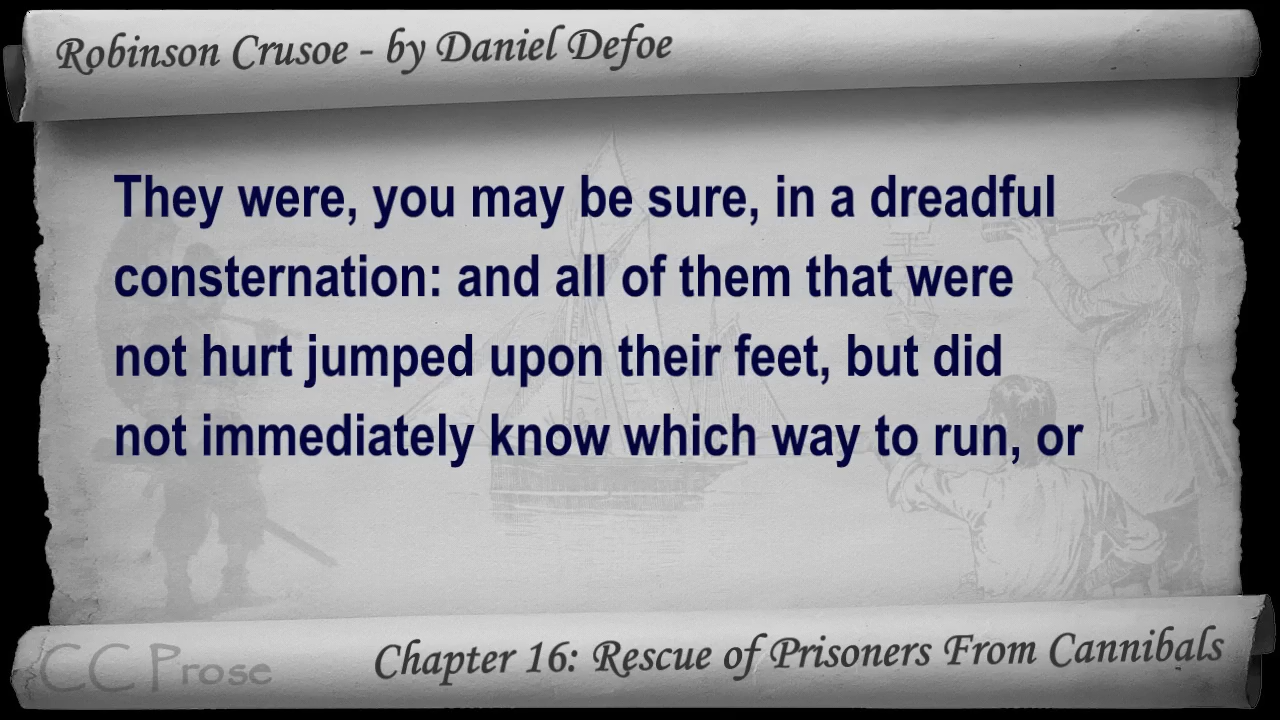 Robinson Crusoe - by Daniel Defoe
They were, you may be sure, in a dreadful
consternation: and all of them that were
not hurt jumped upon their feet, but did
not immediately know which way to run, or
CC Prose
Chapter 16: Rescue of Prisoners From Cannibals